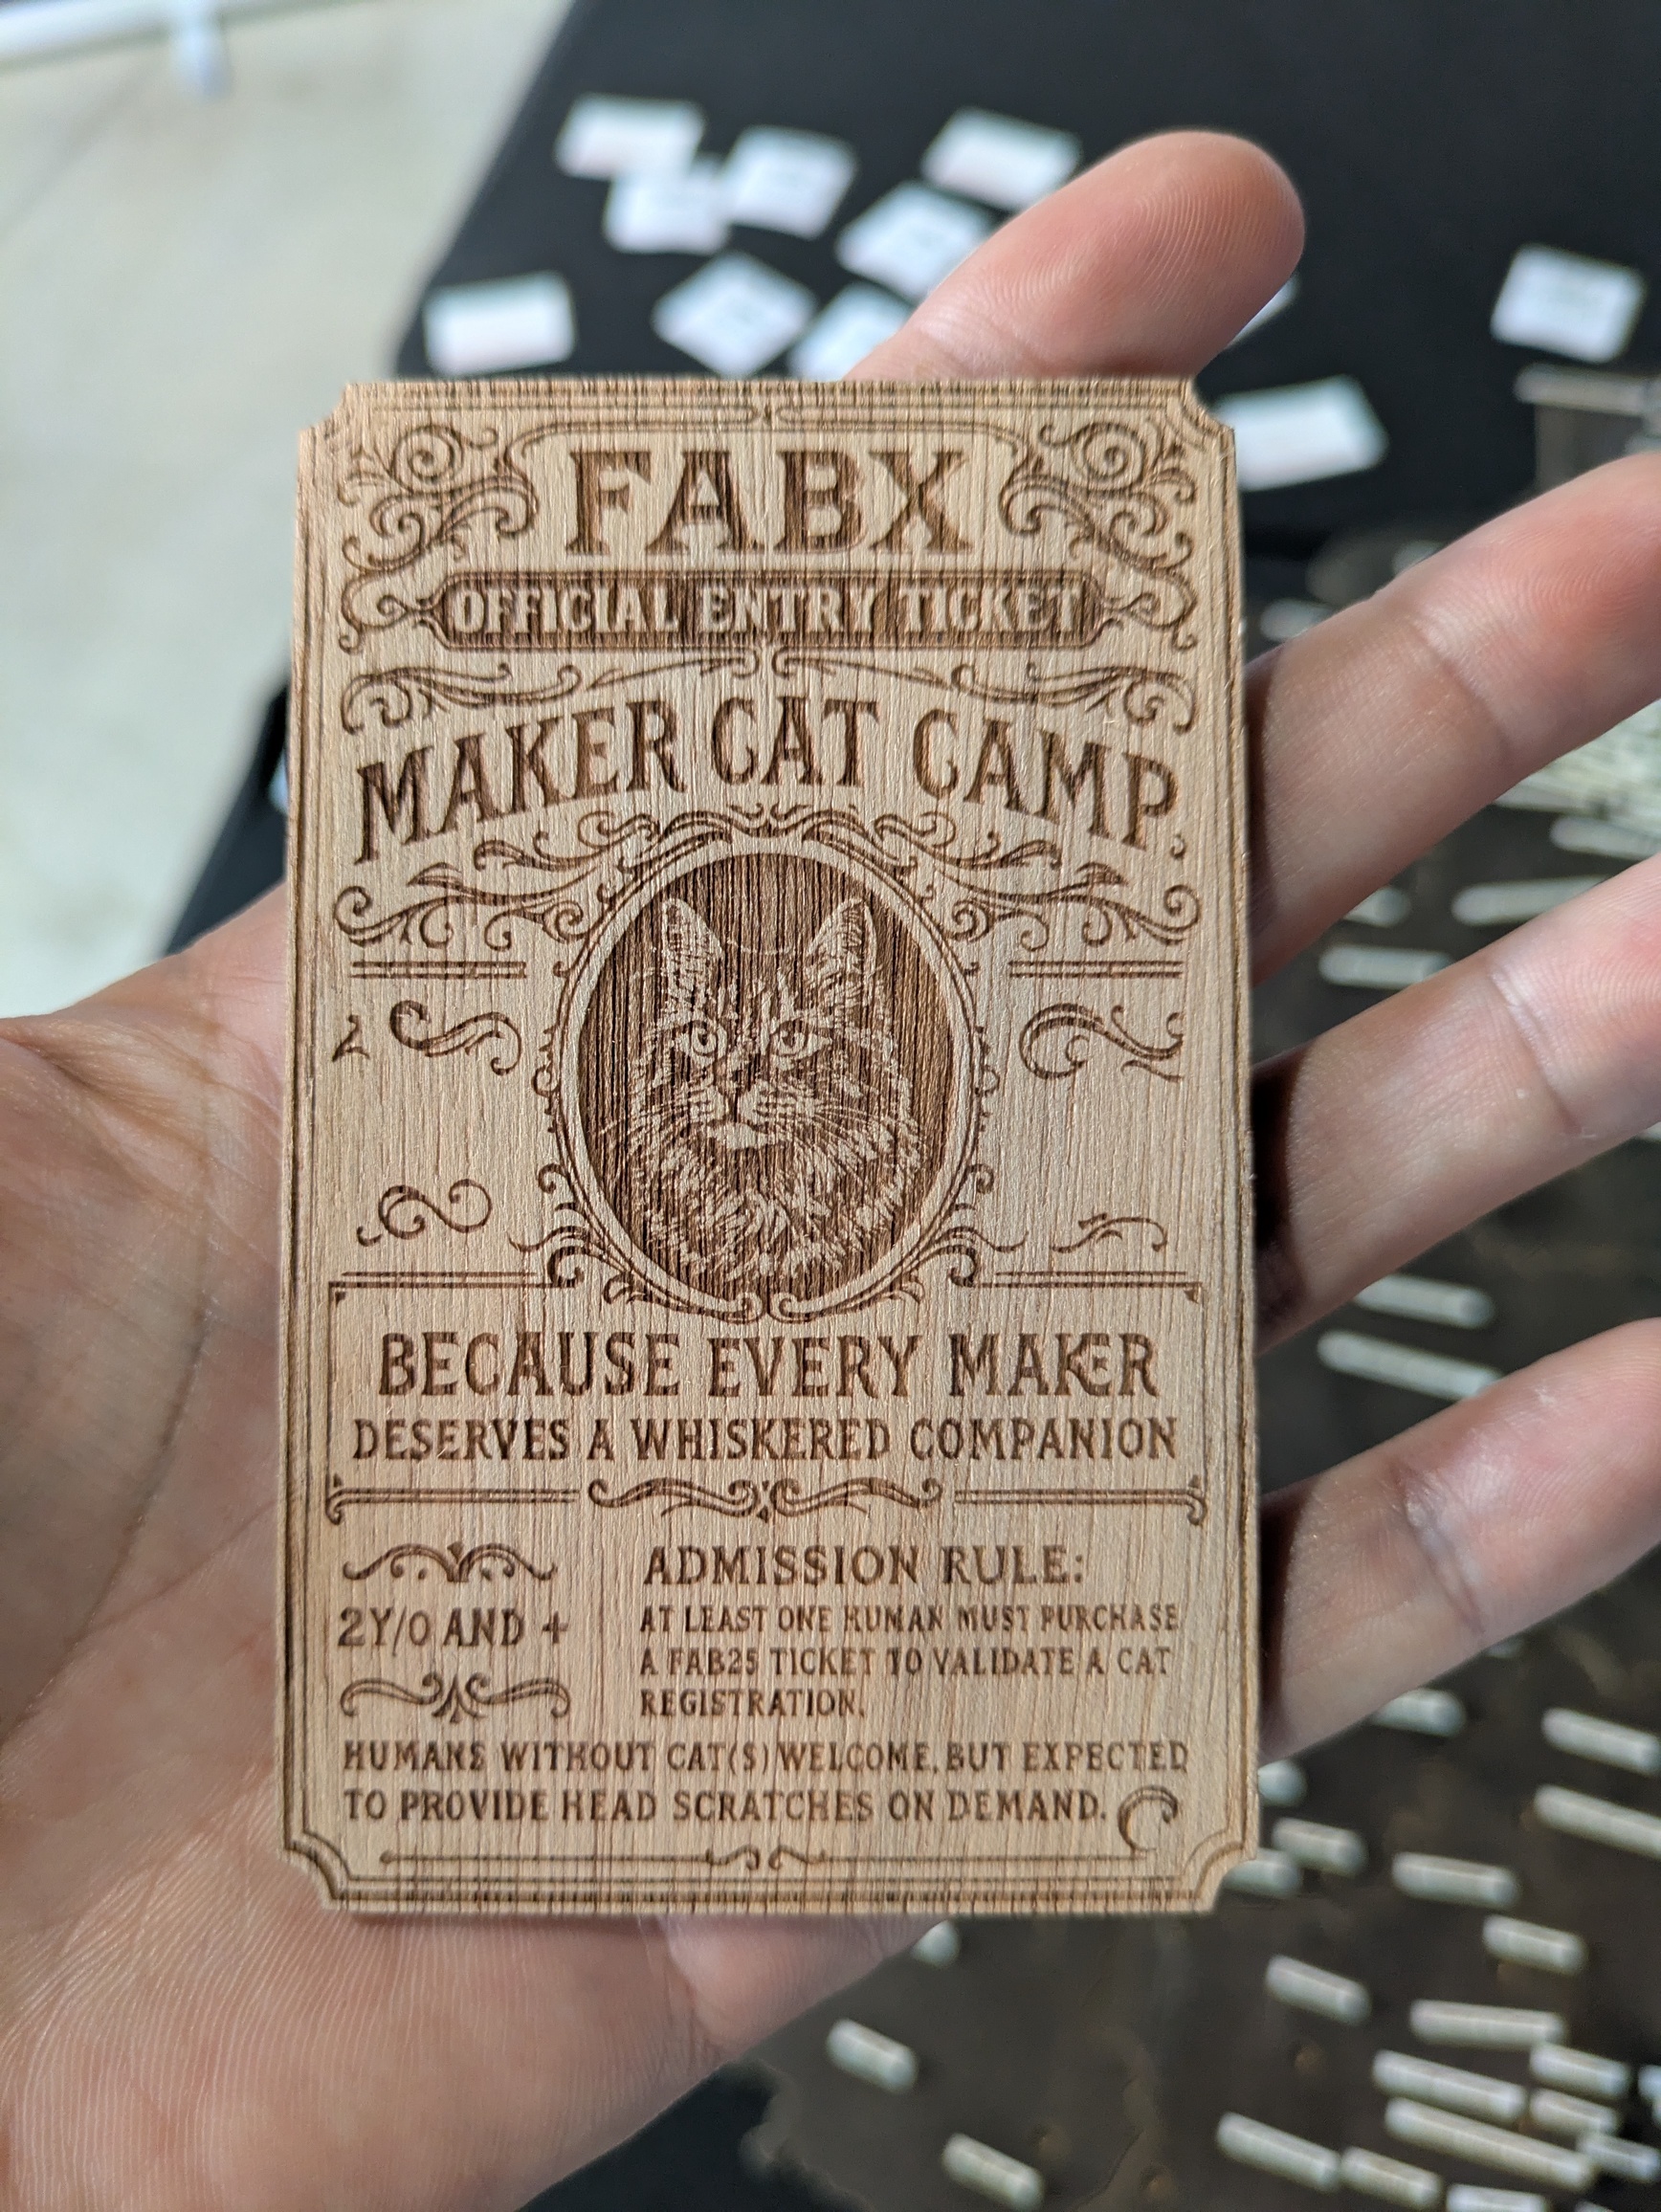 FABX
OFFICIAL ENTRY TICKET
MAKER CAT CAMP.
BECAUSE EVERY MAKER
DESERVES A WHISKERED COMPANION
2Y/O AND +
ADMISSION RULE:
AT LEAST ONE HUMAN MUST PURCHASE
A FAB25 TICKET TO VALIDATE A CAT
REGISTRATION.
HUMANS WITHOUT CAT(S) WELCOME, BUT EXPECTED
TO PROVIDE HEAD SCRATCHES ON DEMAND.